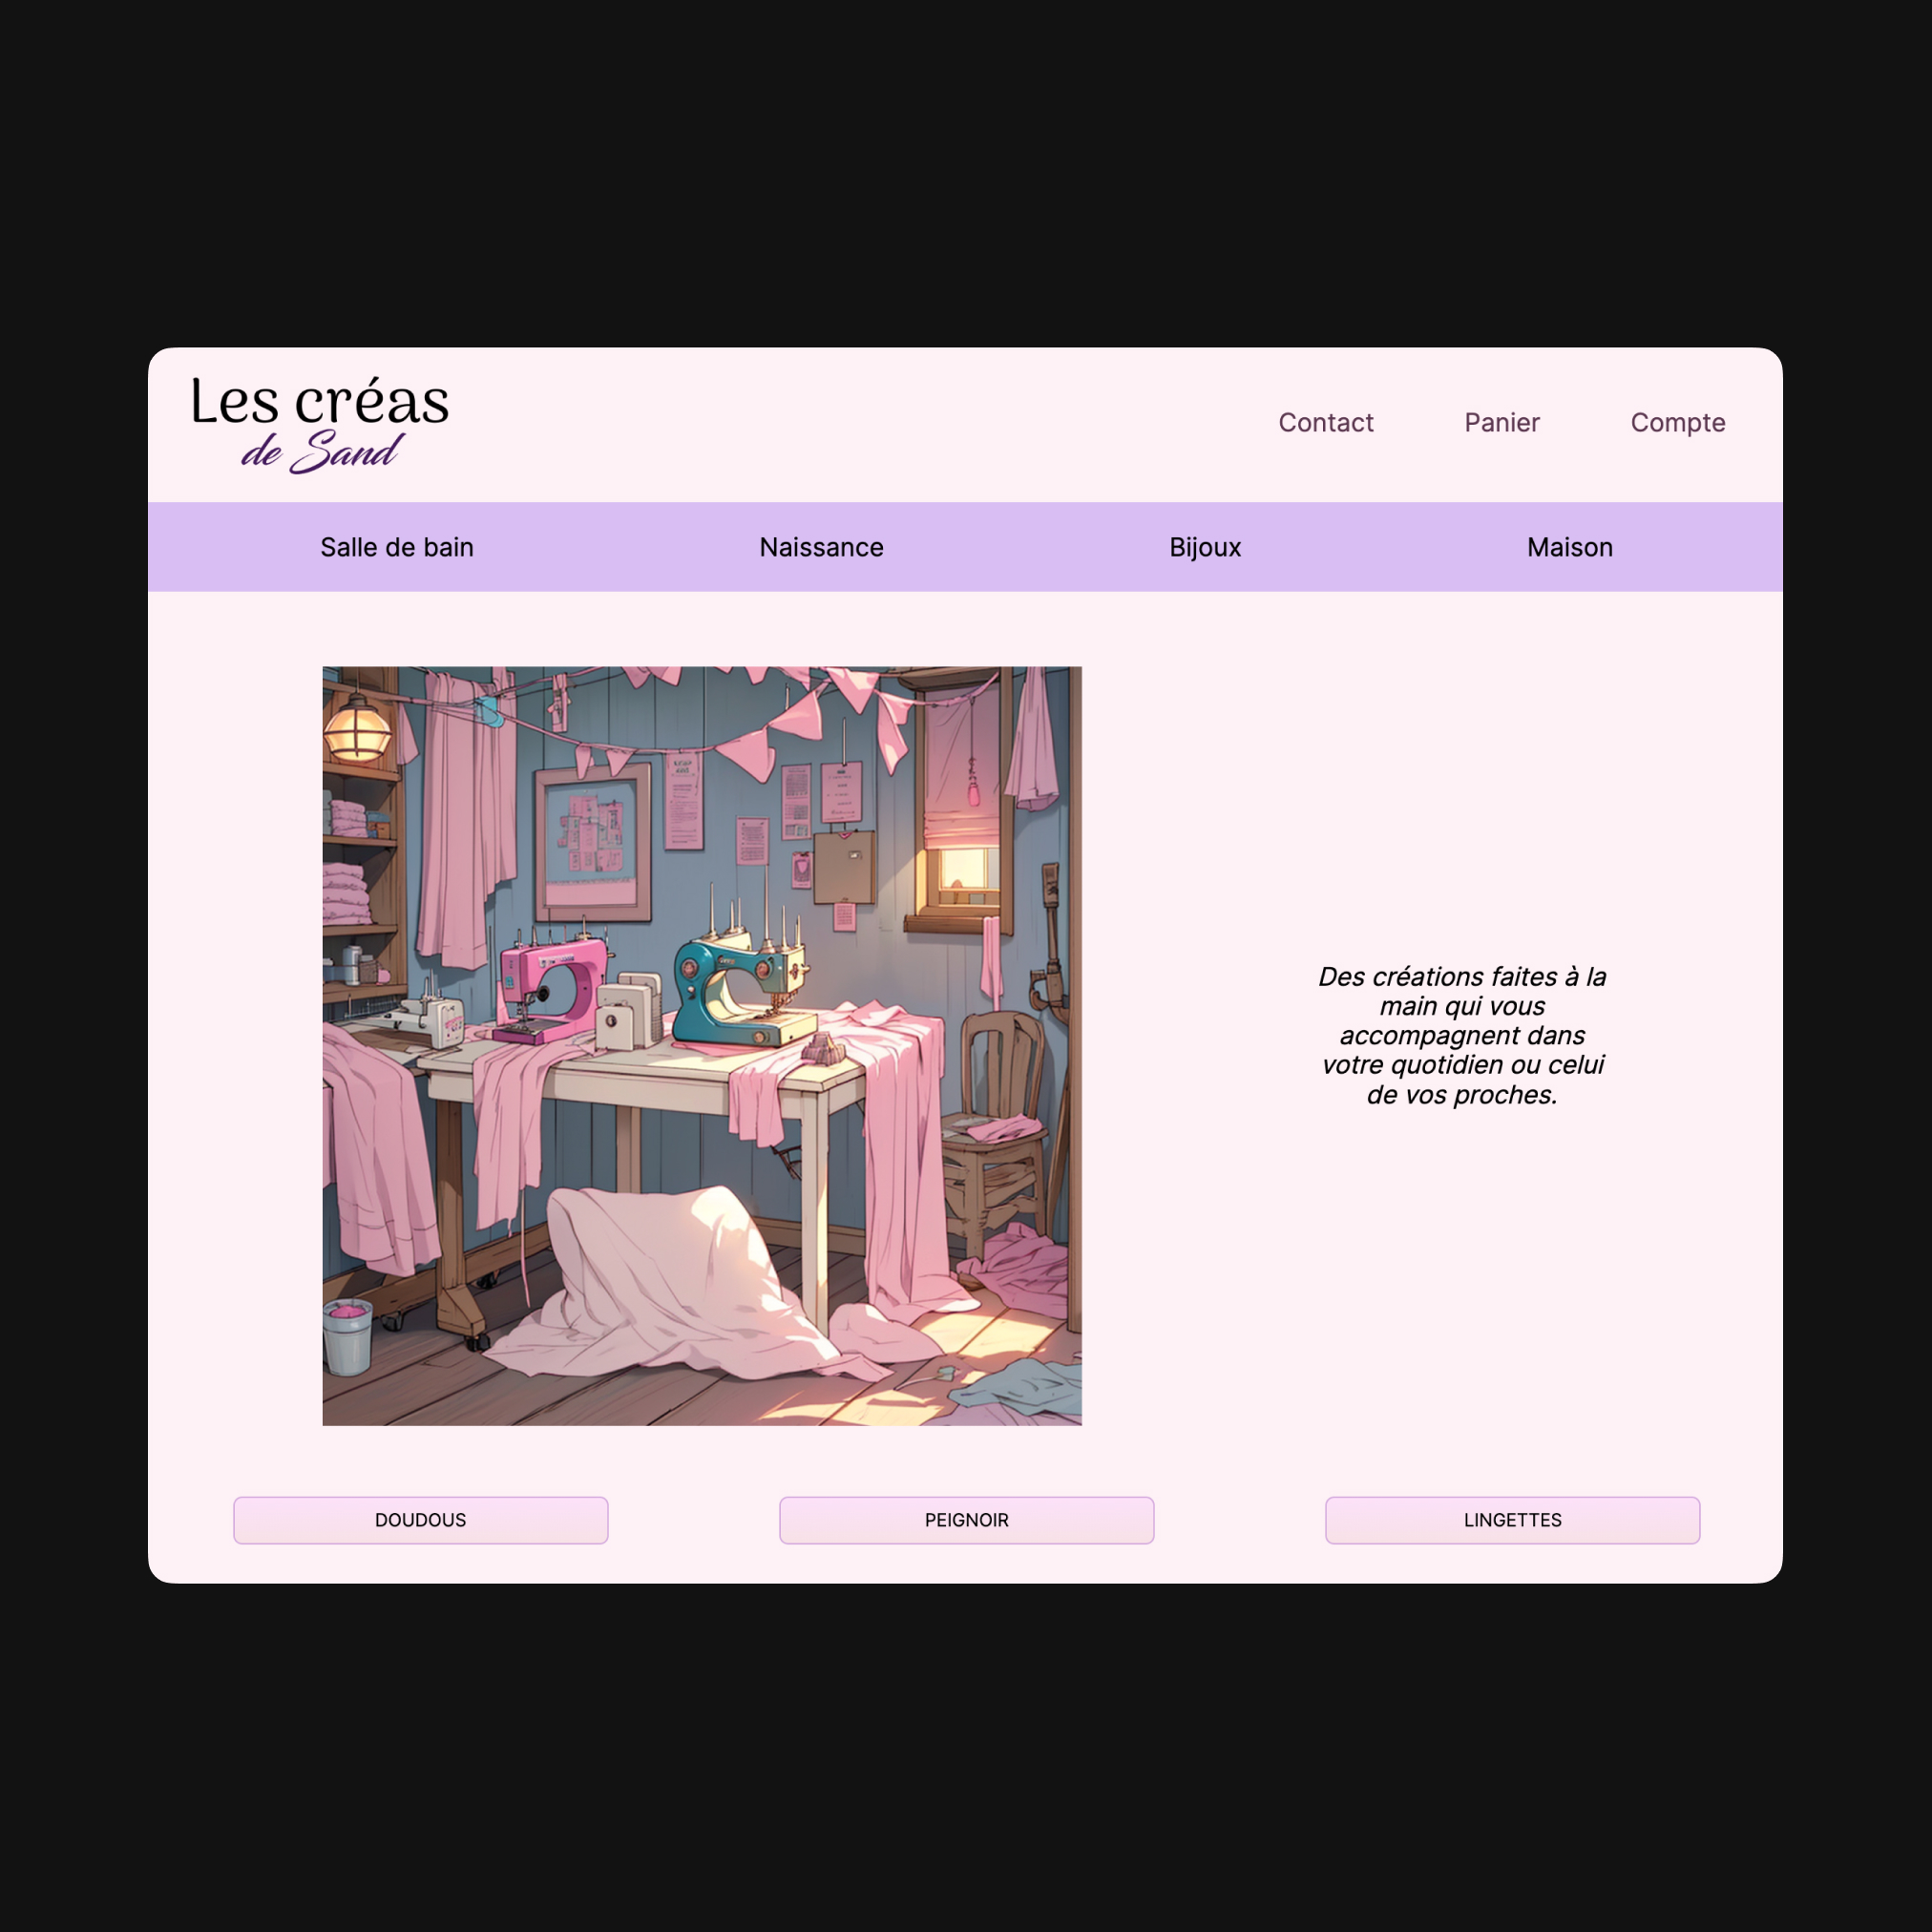 Les créas
de Sand
Contact
Panier
Compte
Salle de bain
Naissance
Bijoux
Maison
Des créations faites à la
main qui vous
accompagnent dans
votre quotidien ou celui
de vos proches.
DOUDOUS
PEIGNOIR
LINGETTES